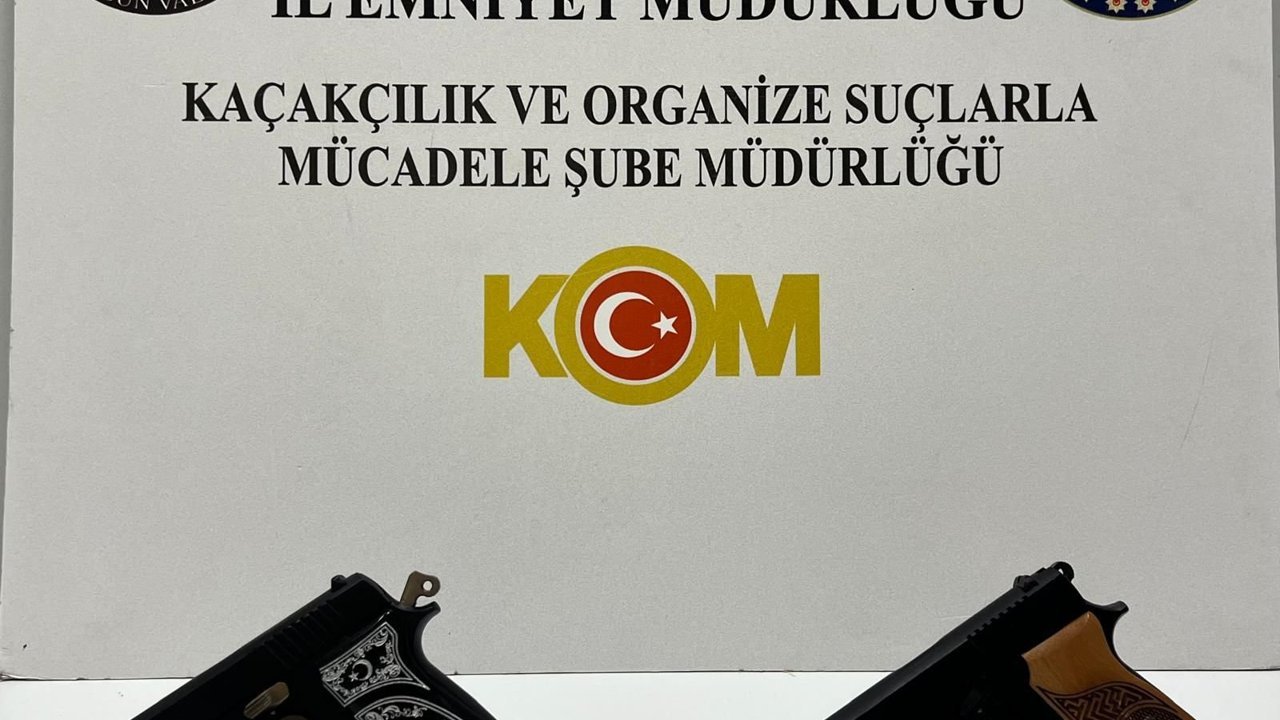 İL EMNİYET MÜDÜRLÜĞÜ
KAÇAKÇILIK VE ORGANİZE SUÇLARLA
MÜCADELE ŞUBE MÜDÜRLÜĞÜ
KOM